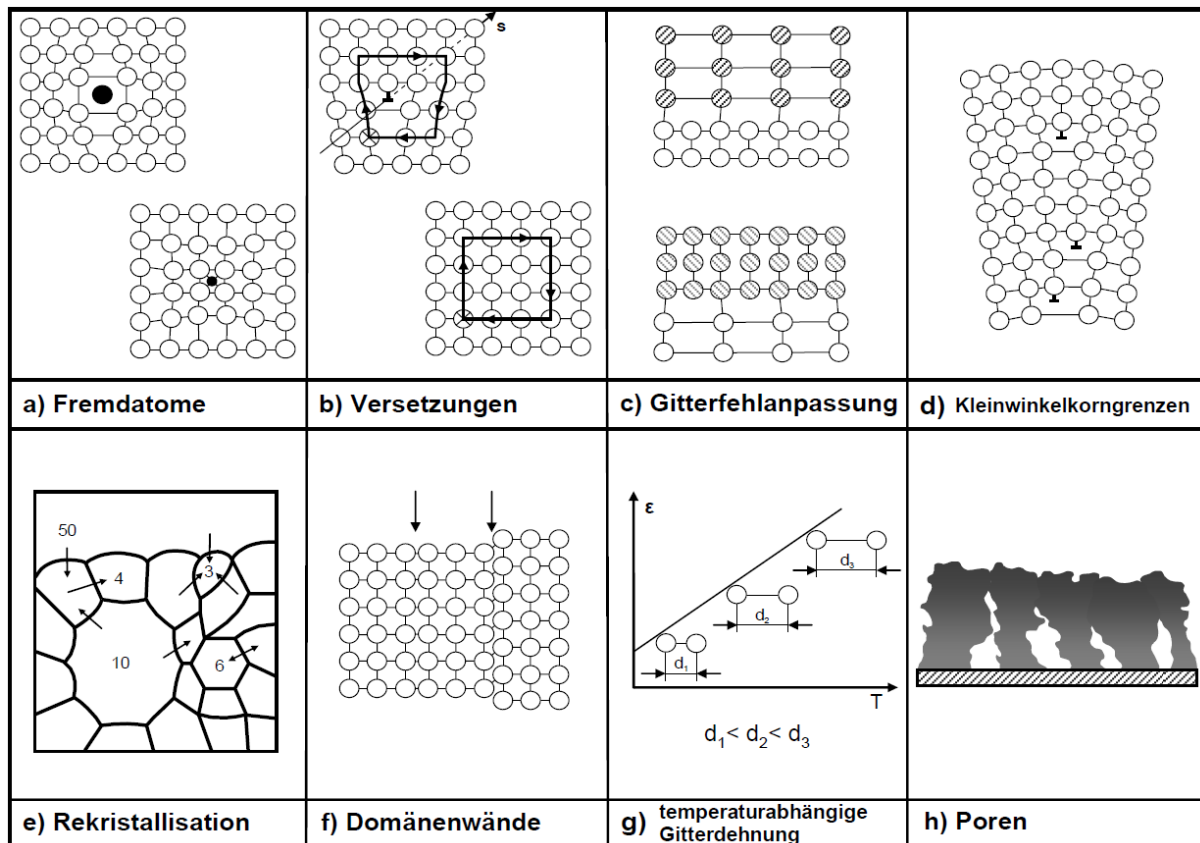 s
a) Fremdatome
b) Versetzungen
c) Gitterfehlanpassung
d) Kleinwinkelkorngrenzen
50
4
3
10
6
ε
d₃
d₂
d₁
T
d₁< d₂< d₃
e) Rekristallisation
f) Domänenwände
g) temperaturabhängige
Gitterdehnung
h) Poren